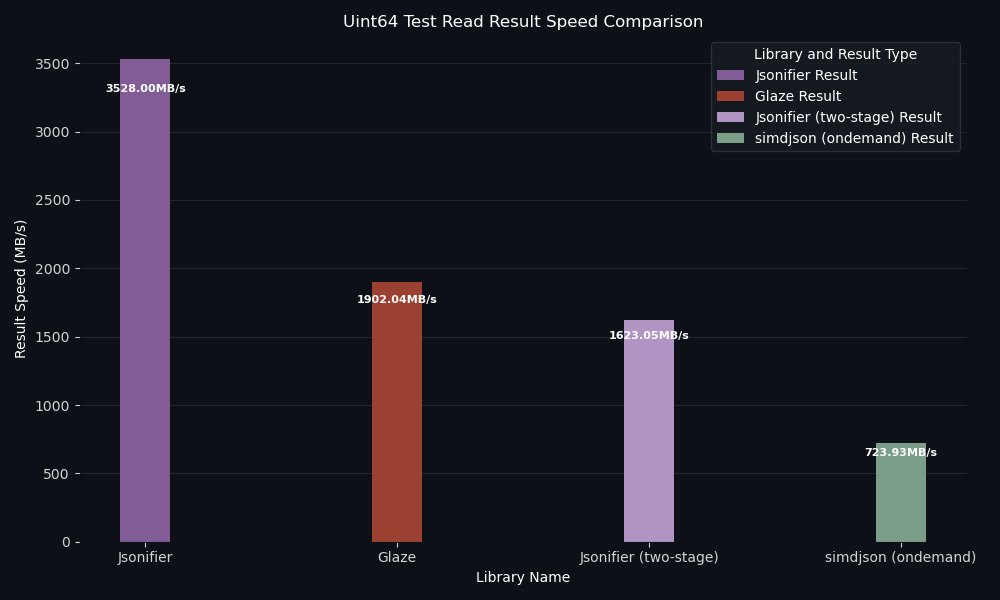 Uint64 Test Read Result Speed Comparison
Library and Result Type
Jsonifier Result
Glaze Result
Jsonifier (two-stage) Result
simdjson (ondemand) Result
Result Speed (MB/s)
3500
3000
2500
2000
1500
1000
500
0
3528.00MB/s
1902.04MB/s
1623.05MB/s
723.93MB/s
Jsonifier
Glaze
Jsonifier (two-stage)
simdjson (ondemand)
Library Name